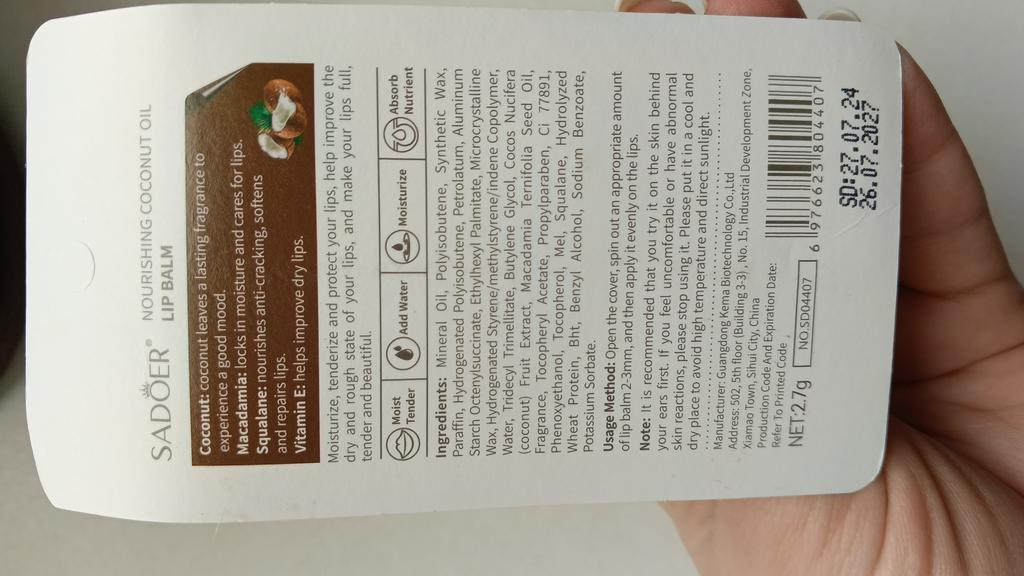 SADOER® NOURISHING COCONUT OIL
LIP BALM
Coconut: coconut leaves a lasting fragrance to
experience a good mood.
Macadamia: locks in moisture and cares for lips.
Squalane: nourishes anti-cracking, softens
and repairs lips.
Vitamin E: helps improve dry lips.
Moisturize, tenderize and protect your lips, help improve the
dry and rough state of your lips, and make your lips full,
tender and beautiful.
Moist Tender
Add Water
Moisturize
Absorb Nutrient
Ingredients: Mineral Oil, Polyisobutene, Synthetic Wax,
Paraffin, Hydrogenated Polyisobutene, Petrolatum, Aluminum
Starch Octenylsuccinate, Ethylhexyl Palmitate, Microcrystalline
Wax, Hydrogenated Styrene/methylstyrene/indene Copolymer,
Water, Tridecyl Trimellitate, Butylene Glycol, Cocos Nucifera
(coconut) Fruit Extract, Macadamia Ternifolia Seed Oil,
Fragrance, Tocopheryl Acetate, Propylparaben, Ci 77891,
Phenoxyethanol, Tocopherol, Mel, Squalane, Hydrolyzed
Wheat Protein, Bht, Benzyl Alcohol, Sodium Benzoate,
Potassium Sorbate.
Usage Method: Open the cover, spin out an appropriate amount
of lip balm 2-3mm, and then apply it evenly on the lips.
Note: It is recommended that you try it on the skin behind
your ears first. If you feel uncomfortable or have abnormal
skin reactions, please stop using it. Please put it in a cool and
dry place to avoid high temperature and direct sunlight.
Manufacturer: Guangdong Kema Biotechnology Co.,Ltd
Address: 502, 5th floor (Building 3-3), No. 15, Industrial Development Zone,
Xiamao Town, Sihui City, China
Production Code And Expiration Date:
Refer To Printed Code
NET:2.7g
NO.SD04407
6 976623 804407
SD:27.07.24
26.07.2027